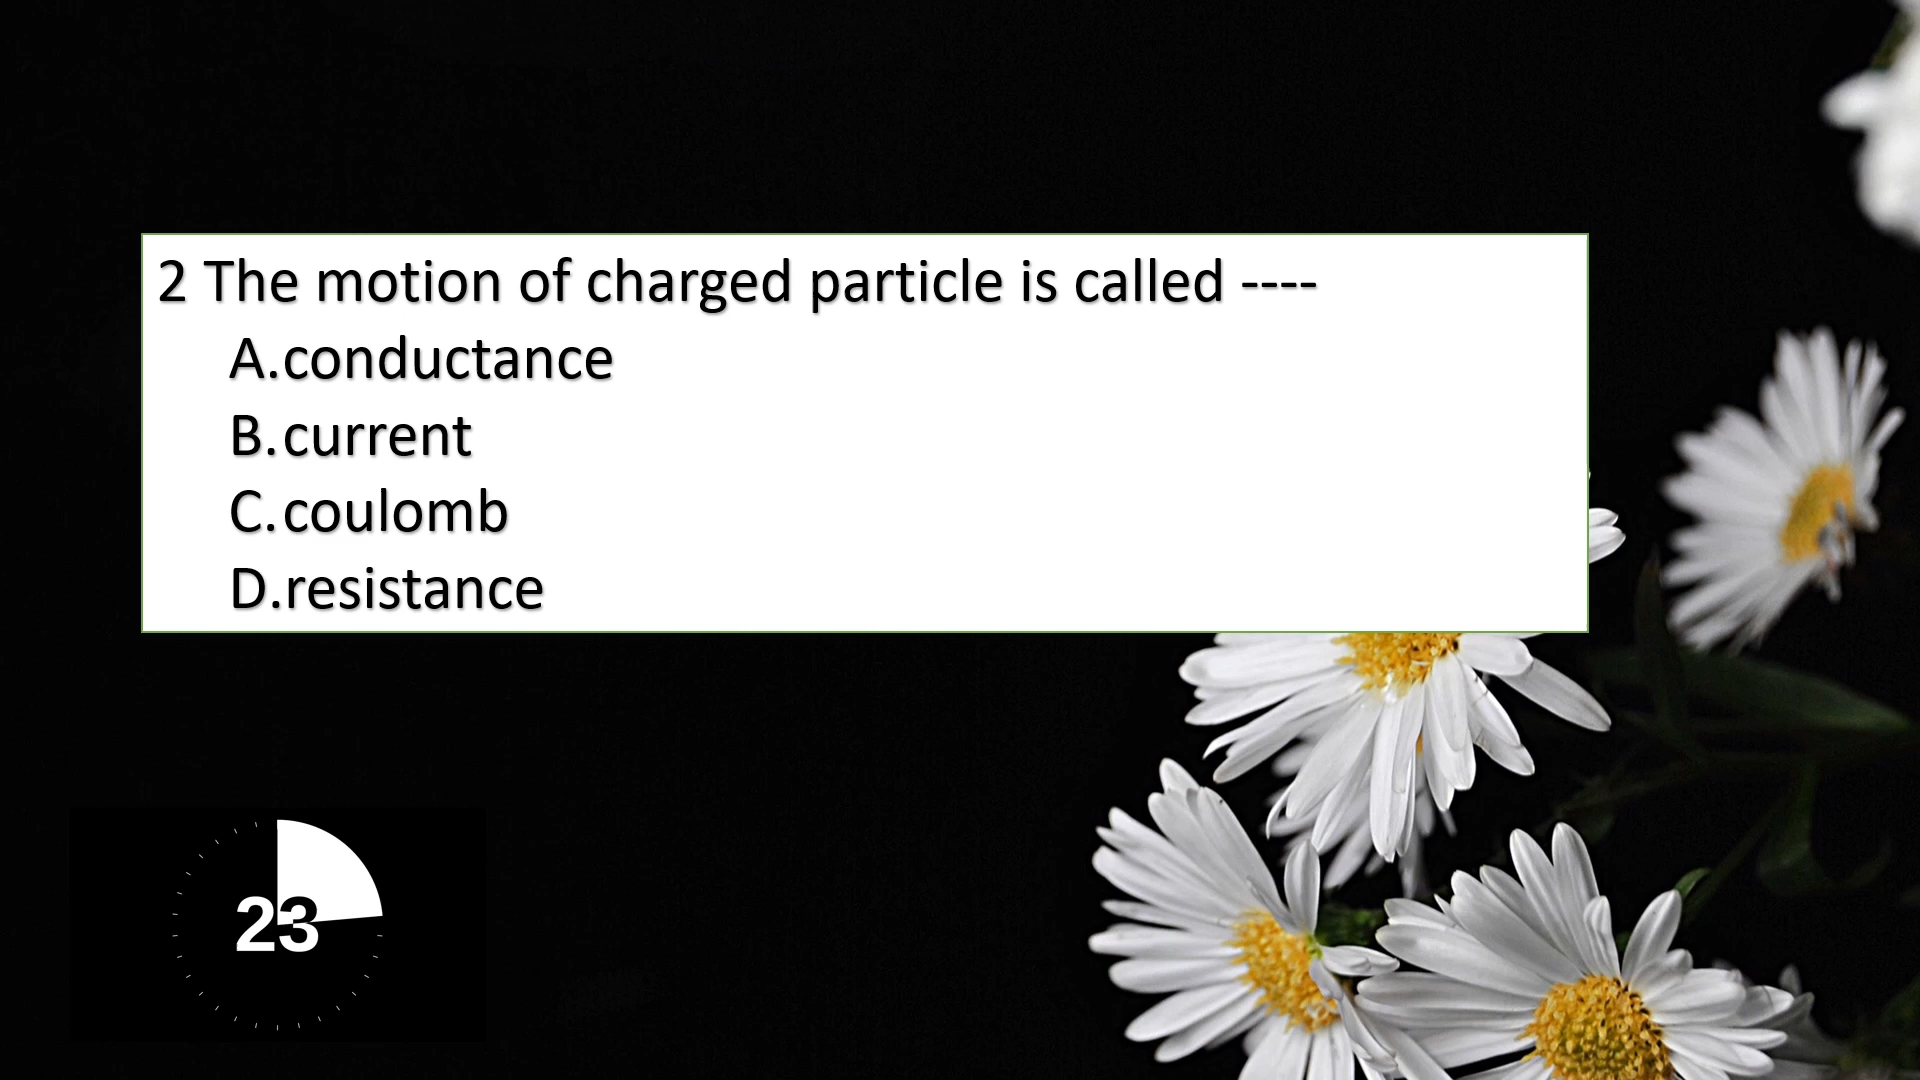 2 The motion of charged particle is called ----
A.conductance
B.current
C.coulomb
D.resistance
23